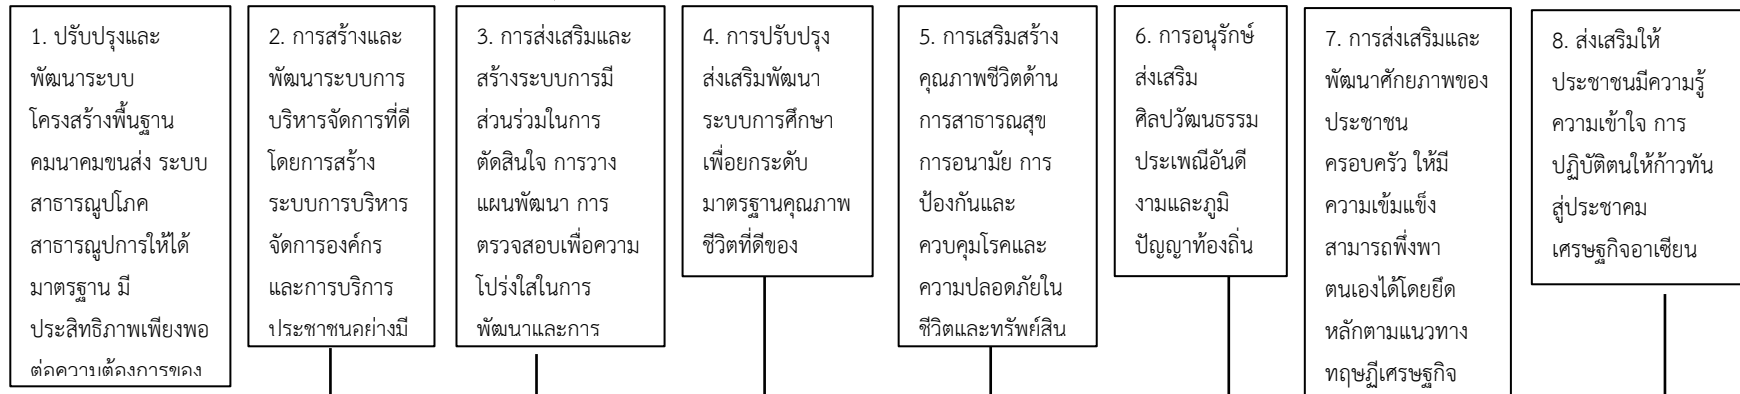 1. ปรับปรุงและ
พัฒนาระบบ
โครงสร้างพื้นฐาน
คมนาคมขนส่ง ระบบ
สาธารณูปโภค
สาธารณูปการให้ได้
มาตรฐาน มี
ประสิทธิภาพเพียงพอ
ต่อความต้องการของ
2. การสร้างและ
พัฒนาระบบการ
บริหารจัดการที่ดี
โดยการสร้าง
ระบบการบริหาร
จัดการองค์กร
และการบริการ
ประชาชนอย่างมี
3. การส่งเสริมและ
สร้างระบบการมี
ส่วนร่วมในการ
ตัดสินใจ การวาง
แผนพัฒนา การ
ตรวจสอบเพื่อความ
โปร่งใสในการ
พัฒนาและการ
4. การปรับปรุง
ส่งเสริมพัฒนา
ระบบการศึกษา
เพื่อยกระดับ
มาตรฐานคุณภาพ
ชีวิตที่ดีของ
5. การเสริมสร้าง
คุณภาพชีวิตด้าน
การสาธารณสุข
การอนามัย การ
ป้องกันและ
ควบคุมโรคและ
ความปลอดภัยใน
ชีวิตและทรัพย์สิน
6. การอนุรักษ์
ส่งเสริม
ศิลปวัฒนธรรม
ประเพณีอันดี
งามและภูมิ
ปัญญาท้องถิ่น
7. การส่งเสริมและ
พัฒนาศักยภาพของ
ประชาชน
ครอบครัว ให้มี
ความเข้มแข็ง
สามารถพึ่งพา
ตนเองได้โดยยึด
หลักตามแนวทาง
ทฤษฎีเศรษฐกิจ
8. ส่งเสริมให้
ประชาชนมีความรู้
ความเข้าใจ การ
ปฏิบัติตนให้ก้าวทัน
สู่ประชาคม
เศรษฐกิจอาเซียน